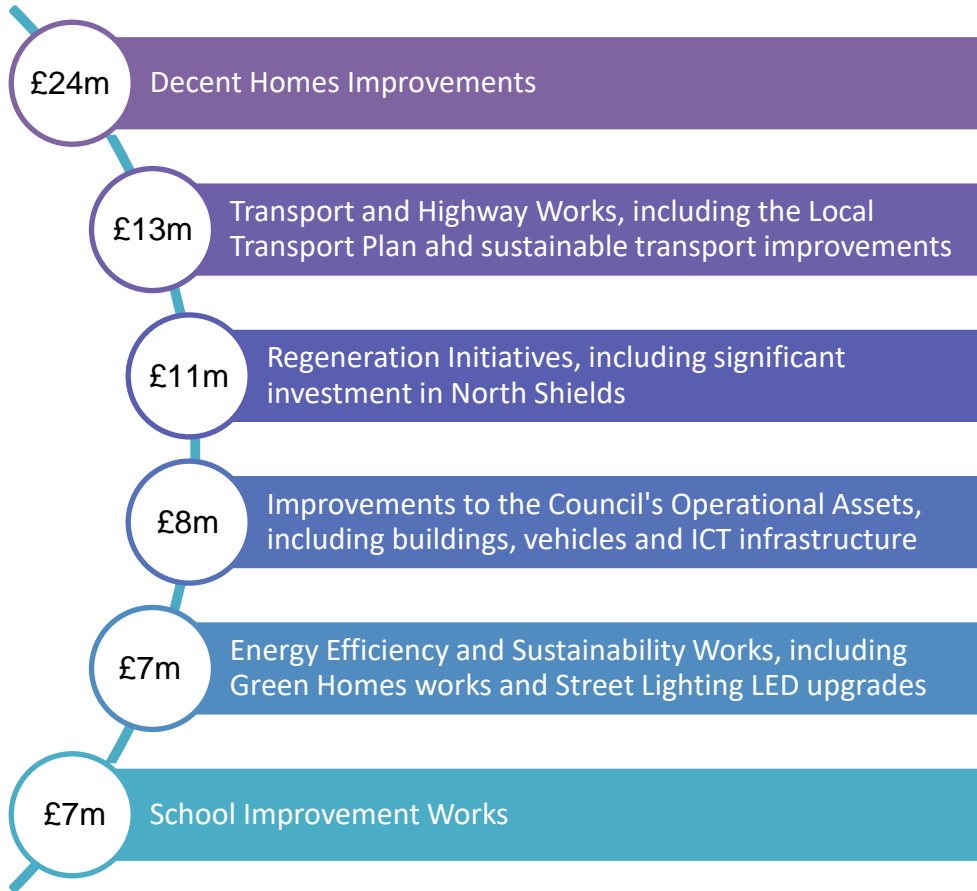 £24m
Decent Homes Improvements
£13m
Transport and Highway Works, including the Local
Transport Plan ahd sustainable transport improvements
£11m
Regeneration Initiatives, including significant
investment in North Shields
£8m
Improvements to the Council's Operational Assets,
including buildings, vehicles and ICT infrastructure
£7m
Energy Efficiency and Sustainability Works, including
Green Homes works and Street Lighting LED upgrades
£7m
School Improvement Works